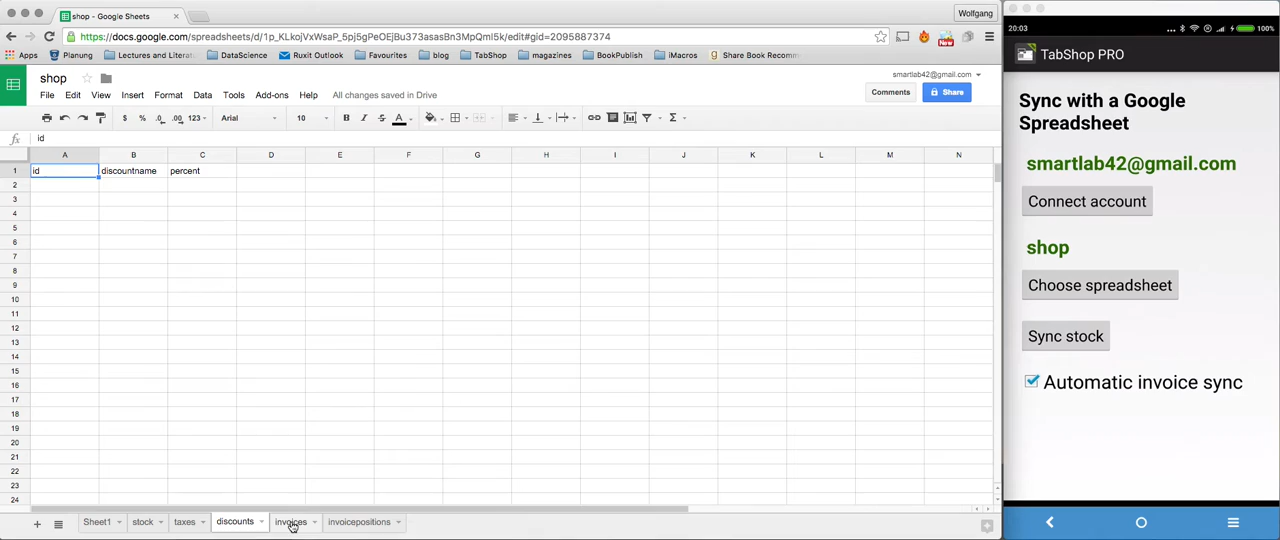 shop - Google Sheets
Wolfgang
https://docs.google.com/spreadsheets/d/1p_KLkojVxWsaP_5pj5gPeOEjBu373asasBn3MpQml5k/edit#gid=2095887374
New
Apps
Planung
Lectures and Literat
DataScience
Ruxit Outlook
Favourites
blog
TabShop
magazines
BookPublish
iMacros
Share Book Recomm
shop
smartlab42@gmail.com
File Edit View Insert Format Data Tools Add-ons Help All changes saved in Drive
Comments
Share
$ % .0 .00 123 Arial 10 B I S A Σ
fx id
A B C D E F G H I J K L M N
1 id discountname percent
2
3
4
5
6
7
8
9
10
11
12
13
14
15
16
17
18
19
20
21
22
23
24
+ Sheet1 stock taxes discounts invoices invoicepositions
20:03
100%
TabShop PRO
Sync with a Google
Spreadsheet
smartlab42@gmail.com
Connect account
shop
Choose spreadsheet
Sync stock
Automatic invoice sync